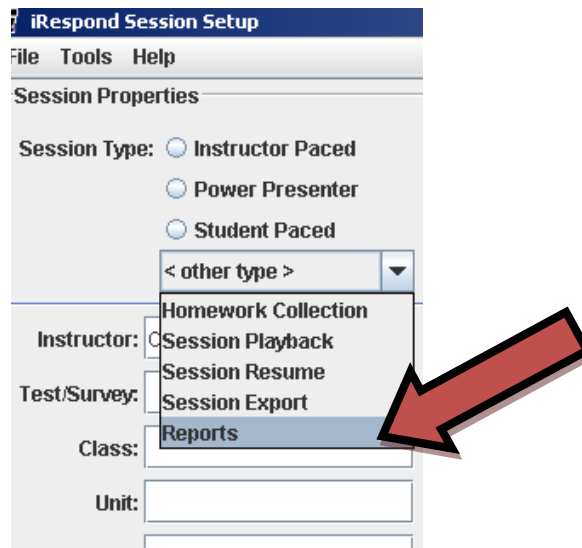 iRespond Session Setup
File Tools Help
Session Properties
Session Type: Instructor Paced
Power Presenter
Student Paced
< other type >
Homework Collection
Instructor: Session Playback
Session Resume
Test/Survey: Session Export
Reports
Class:
Unit: